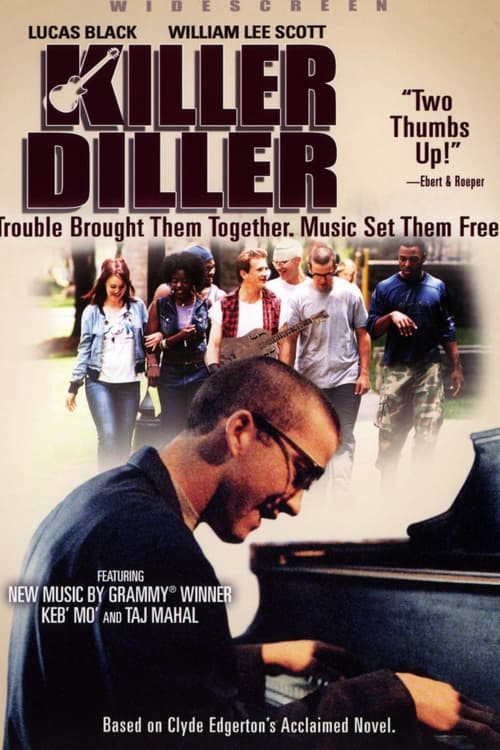 WIDESCREEN
LUCAS BLACK WILLIAM LEE SCOTT
KILLER
DILLER
"Two
Thumbs
Up!"
—Ebert & Roeper
Trouble Brought Them Together. Music Set Them Free
FEATURING
NEW MUSIC BY GRAMMY® WINNER
KEB' MO' AND TAJ MAHAL
Based on Clyde Edgerton's Acclaimed Novel.